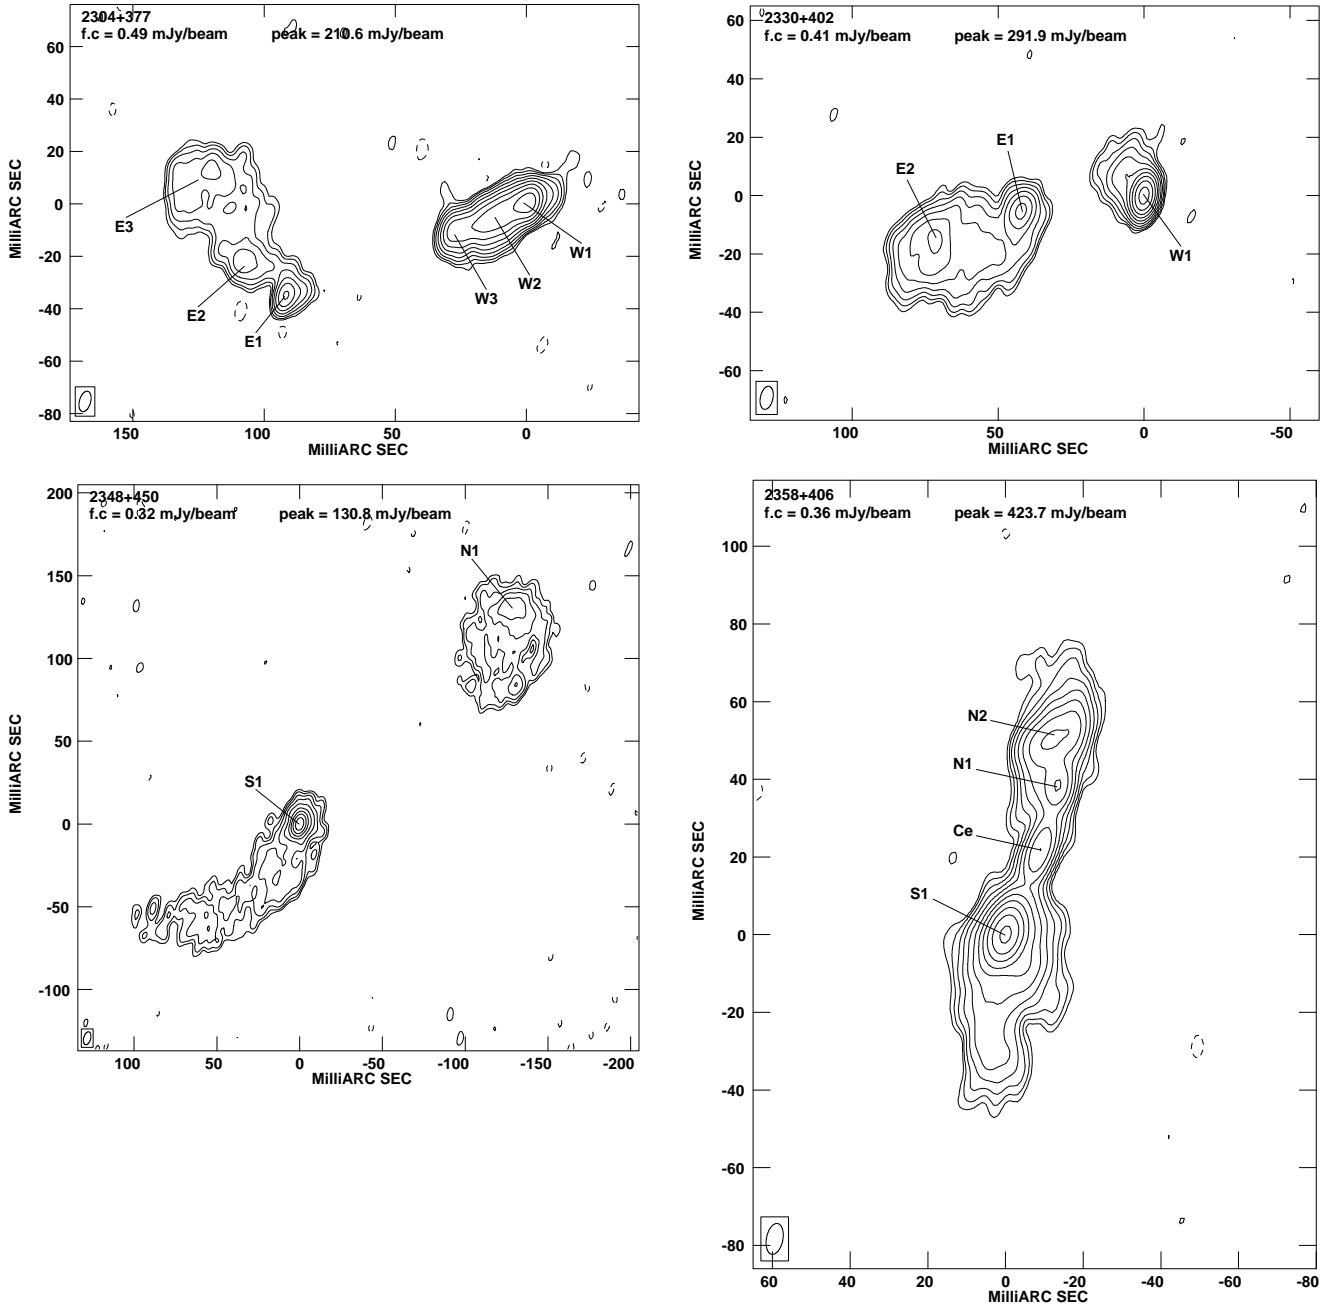 2304+377
f.c = 0.49 mJy/beam peak = 210.6 mJy/beam
60
40
20
0
-20
-40
-60
-80
MilliARC SEC
E3
E2
E1
W1
W2
W3
150 100 50 0
MilliARC SEC
2330+402
f.c = 0.41 mJy/beam peak = 291.9 mJy/beam
60
40
20
0
-20
-40
-60
MilliARC SEC
E1
E2
W1
100 50 0 -50
MilliARC SEC
2348+450
f.c = 0.32 mJy/beam peak = 130.8 mJy/beam
200
150
100
50
0
-50
-100
MilliARC SEC
N1
S1
100 50 0 -50 -100 -150 -200
MilliARC SEC
2358+406
f.c = 0.36 mJy/beam peak = 423.7 mJy/beam
100
80
60
40
20
0
-20
-40
-60
-80
MilliARC SEC
N2
N1
Ce
S1
60 40 20 0 -20 -40 -60 -80
MilliARC SEC